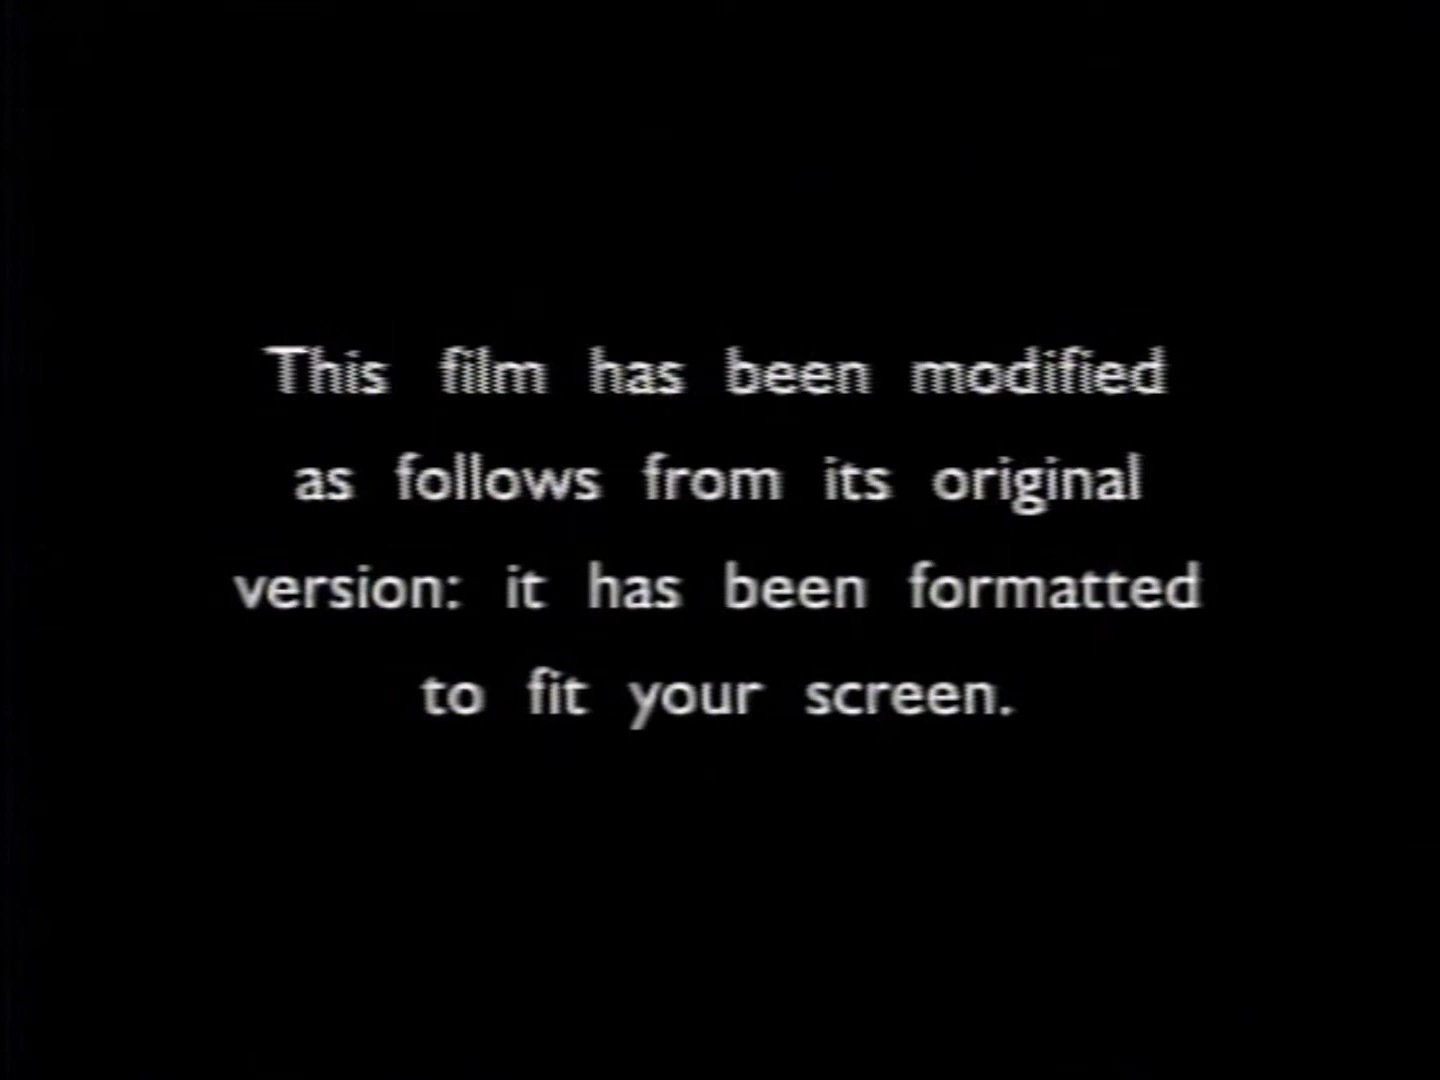 This film has been modified
as follows from its original
version: it has been formatted
to fit your screen.